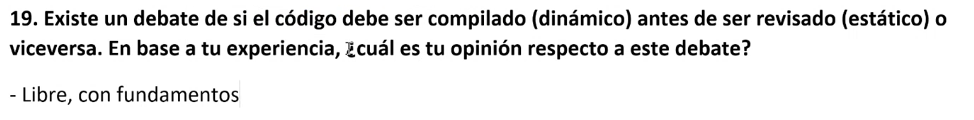 19. Existe un debate de si el código debe ser compilado (dinámico) antes de ser revisado (estático) o
viceversa. En base a tu experiencia, ¿cuál es tu opinión respecto a este debate?
- Libre, con fundamentos